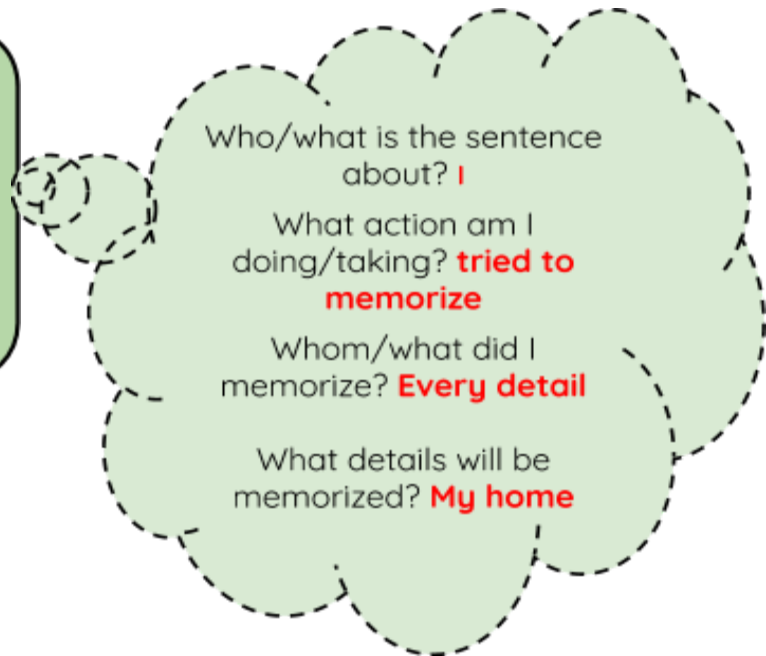 Who/what is the sentence
about? I
What action am I
doing/taking? tried to
memorize
Whom/what did I
memorize? Every detail
What details will be
memorized? My home